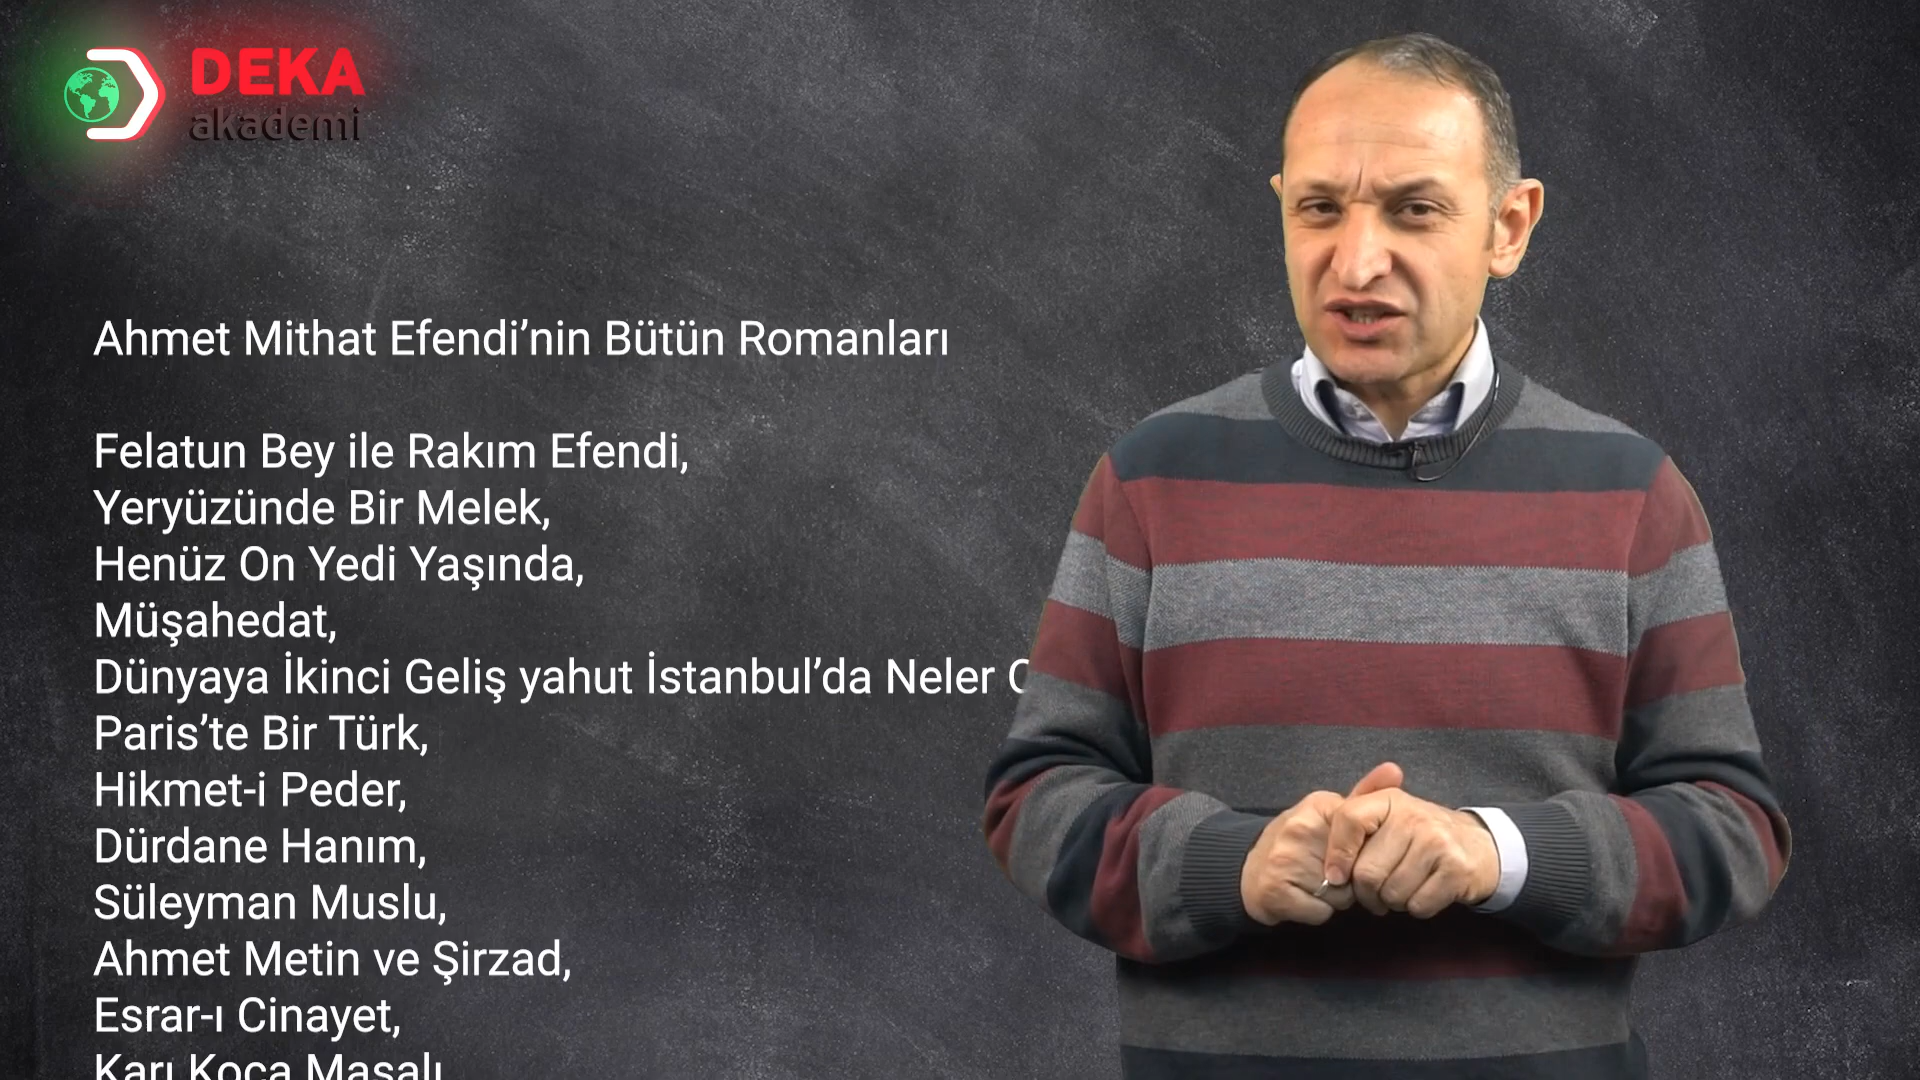 DEKA
akademi
Ahmet Mithat Efendi’nin Bütün Romanları
Felatun Bey ile Rakım Efendi,
Yeryüzünde Bir Melek,
Henüz On Yedi Yaşında,
Müşahedat,
Dünyaya İkinci Geliş yahut İstanbul’da Neler
Paris’te Bir Türk,
Hikmet-i Peder,
Dürdane Hanım,
Süleyman Muslu,
Ahmet Metin ve Şirzad,
Esrar-ı Cinayet,
Karı Koca Masalı